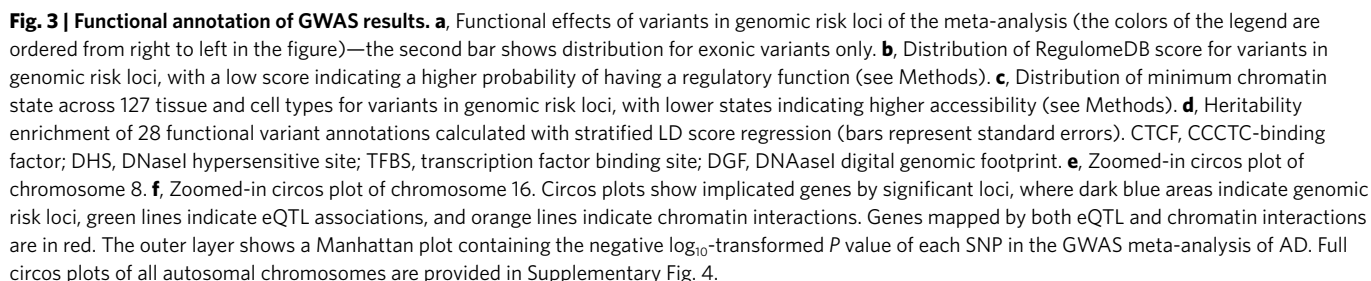 Fig. 3 | Functional annotation of GWAS results. a, Functional effects of variants in genomic risk loci of the meta-analysis (the colors of the legend are
ordered from right to left in the figure)—the second bar shows distribution for exonic variants only. b, Distribution of RegulomeDB score for variants in
genomic risk loci, with a low score indicating a higher probability of having a regulatory function (see Methods). c, Distribution of minimum chromatin
state across 127 tissue and cell types for variants in genomic risk loci, with lower states indicating higher accessibility (see Methods). d, Heritability
enrichment of 28 functional variant annotations calculated with stratified LD score regression (bars represent standard errors). CTCF, CCCTC-binding
factor; DHS, DNaseI hypersensitive site; TFBS, transcription factor binding site; DGF, DNAaseI digital genomic footprint. e, Zoomed-in circos plot of
chromosome 8. f, Zoomed-in circos plot of chromosome 16. Circos plots show implicated genes by significant loci, where dark blue areas indicate genomic
risk loci, green lines indicate eQTL associations, and orange lines indicate chromatin interactions. Genes mapped by both eQTL and chromatin interactions
are in red. The outer layer shows a Manhattan plot containing the negative log10-transformed P value of each SNP in the GWAS meta-analysis of AD. Full
circos plots of all autosomal chromosomes are provided in Supplementary Fig. 4.